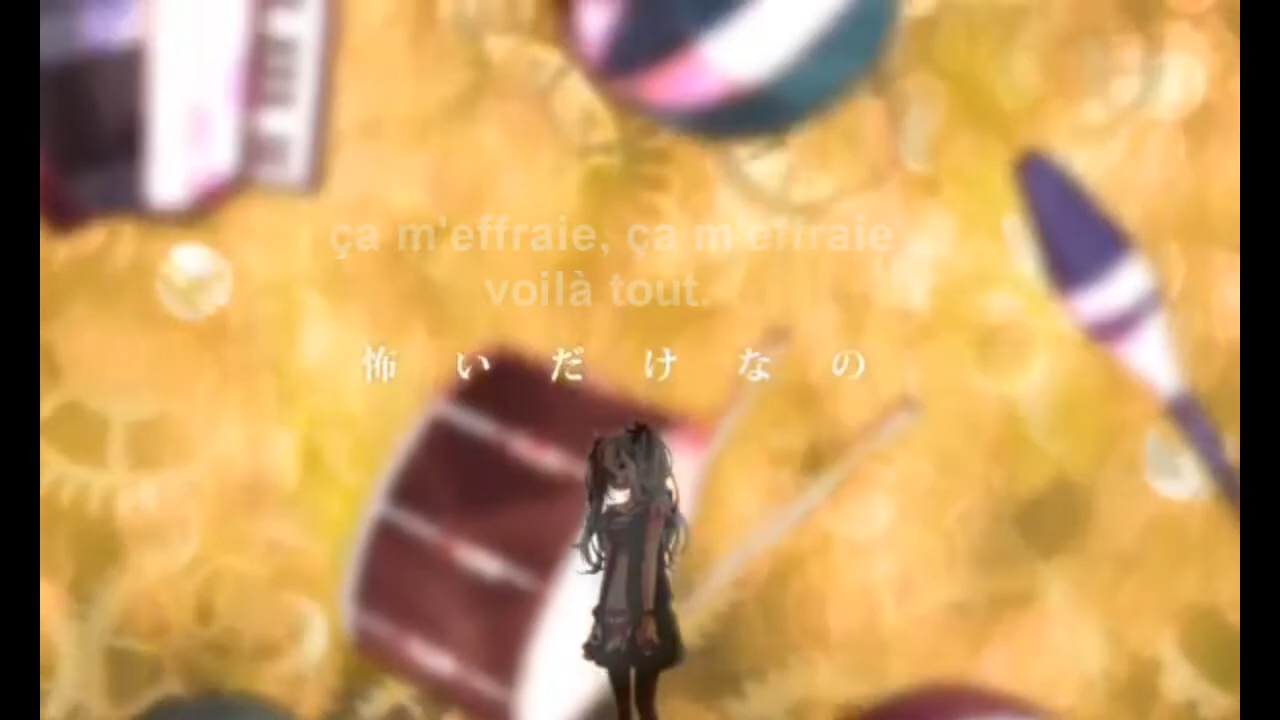 ça m'effraie, ça m'effraie
voilà tout.
怖いだけなの